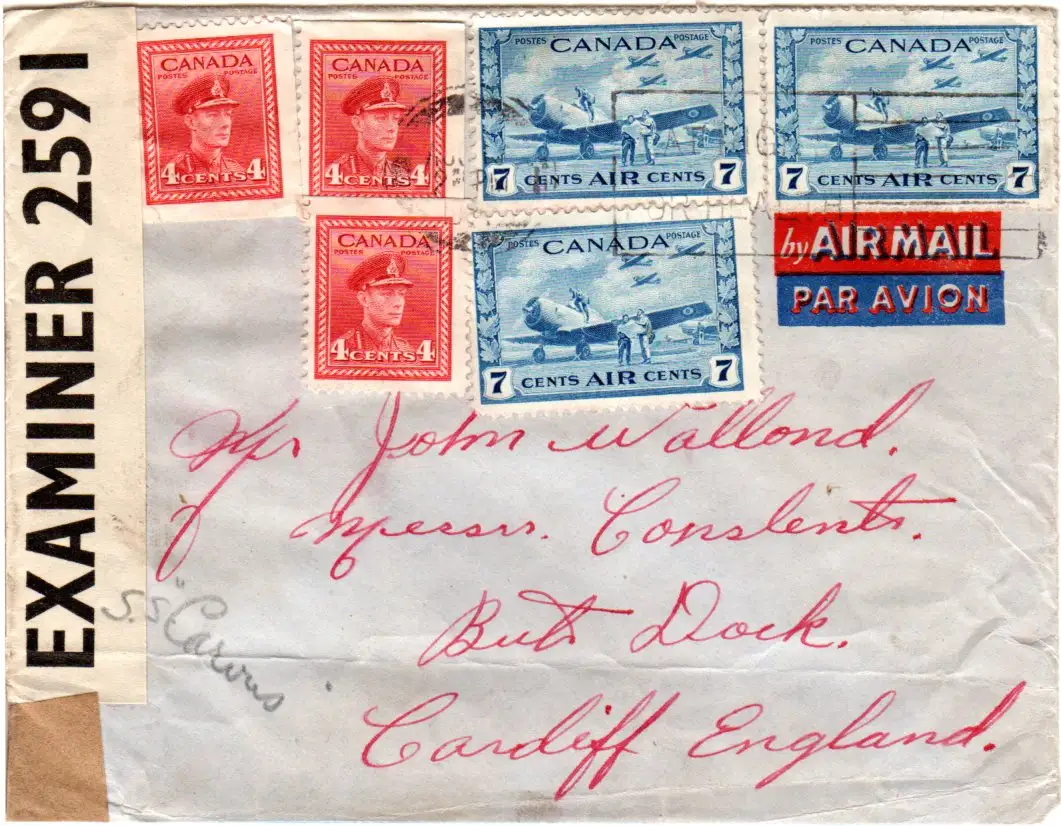 EXAMINER 2591
CANADA
POSTES POSTAGE
4 CENTS 4
CANADA
POSTES POSTAGE
4 CENTS 4
POSTES CANADA POSTAGE
7 CENTS AIR CENTS 7
POSTES CANADA POSTAGE
7 CENTS AIR CENTS 7
CANADA
POSTES POSTAGE
4 CENTS 4
POSTES CANADA POSTAGE
7 CENTS AIR CENTS 7
by AIR MAIL
PAR AVION
Mr John Wallond.
Messrs.
Dock.
S.S
Cardiff England.